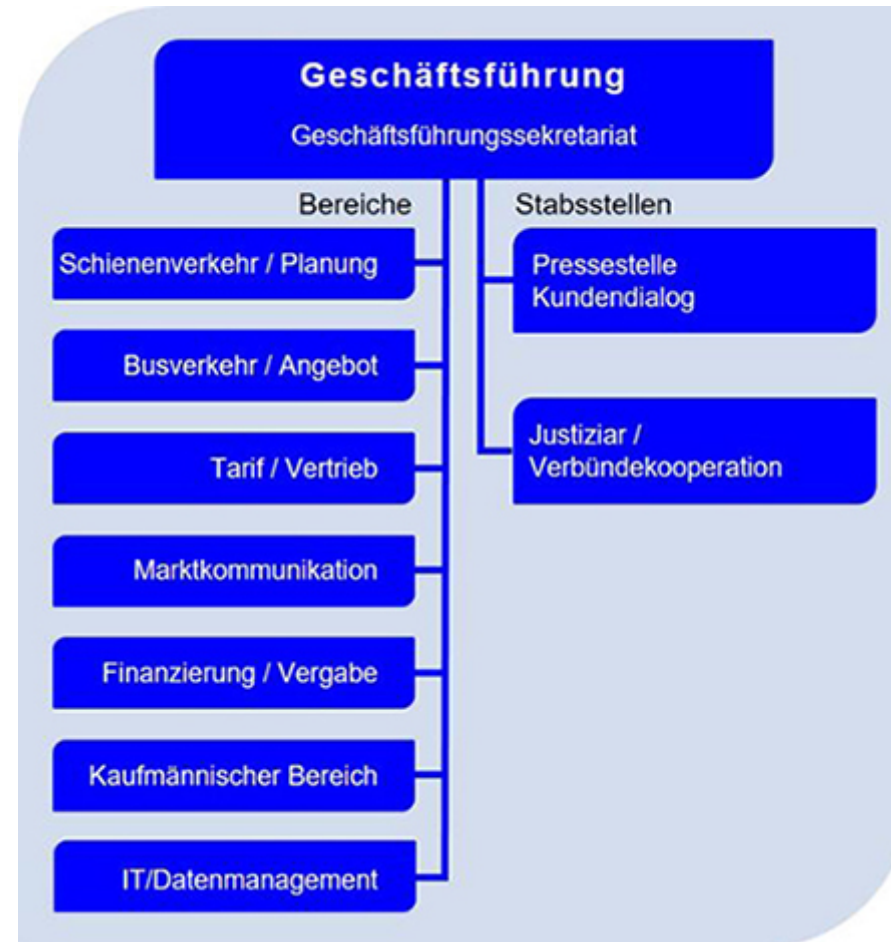 Geschäftsführung
Geschäftsführungssekretariat
Bereiche
Schienenverkehr / Planung
Busverkehr / Angebot
Tarif / Vertrieb
Marktkommunikation
Finanzierung / Vergabe
Kaufmännischer Bereich
IT/Datenmanagement
Stabsstellen
Pressestelle
Kundendialog
Justiziar /
Verbündekooperation